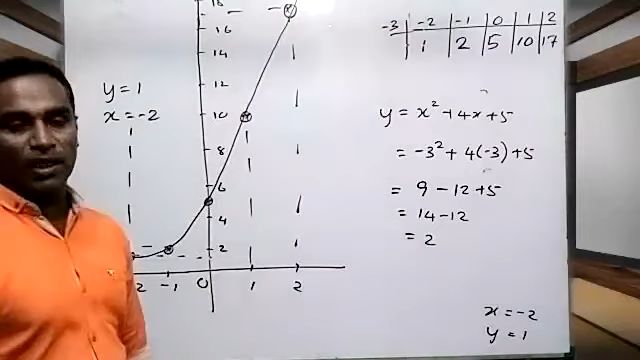 -3 -2 -1 0 1 2
1 2 5 10 17
16
14
12
10
8
6
4
2
y = 1
x = -2
2 -1 0 1 2
y = x² + 4x + 5
= -3² + 4(-3) + 5
= 9 - 12 + 5
= 14 - 12
= 2
x = -2
y = 1